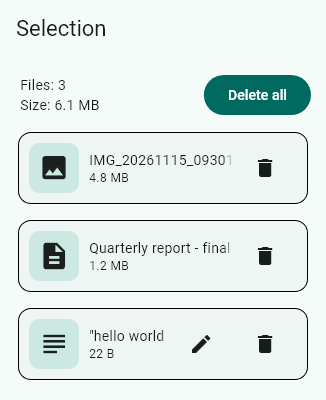 Selection
Files: 3
Size: 6.1 MB
Delete all
IMG_20261115_09301
4.8 MB
Quarterly report - final
1.2 MB
"hello world
22 B